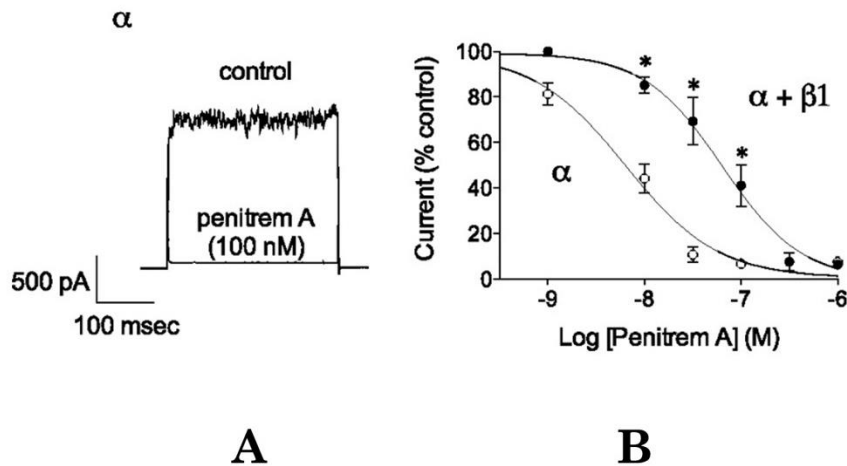 α
control
penitrem A
(100 nM)
500 pA
100 msec
A
Current (% control)
100
80
60
40
20
0
*
*
*
α + β1
α
-9
-8
-7
-6
Log [Penitrem A] (M)
B